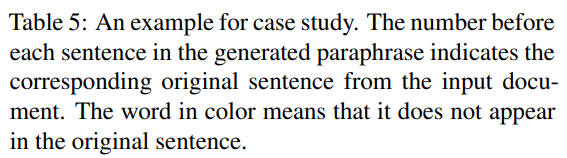 Table 5: An example for case study. The number before
each sentence in the generated paraphrase indicates the
corresponding original sentence from the input docu-
ment. The word in color means that it does not appear
in the original sentence.